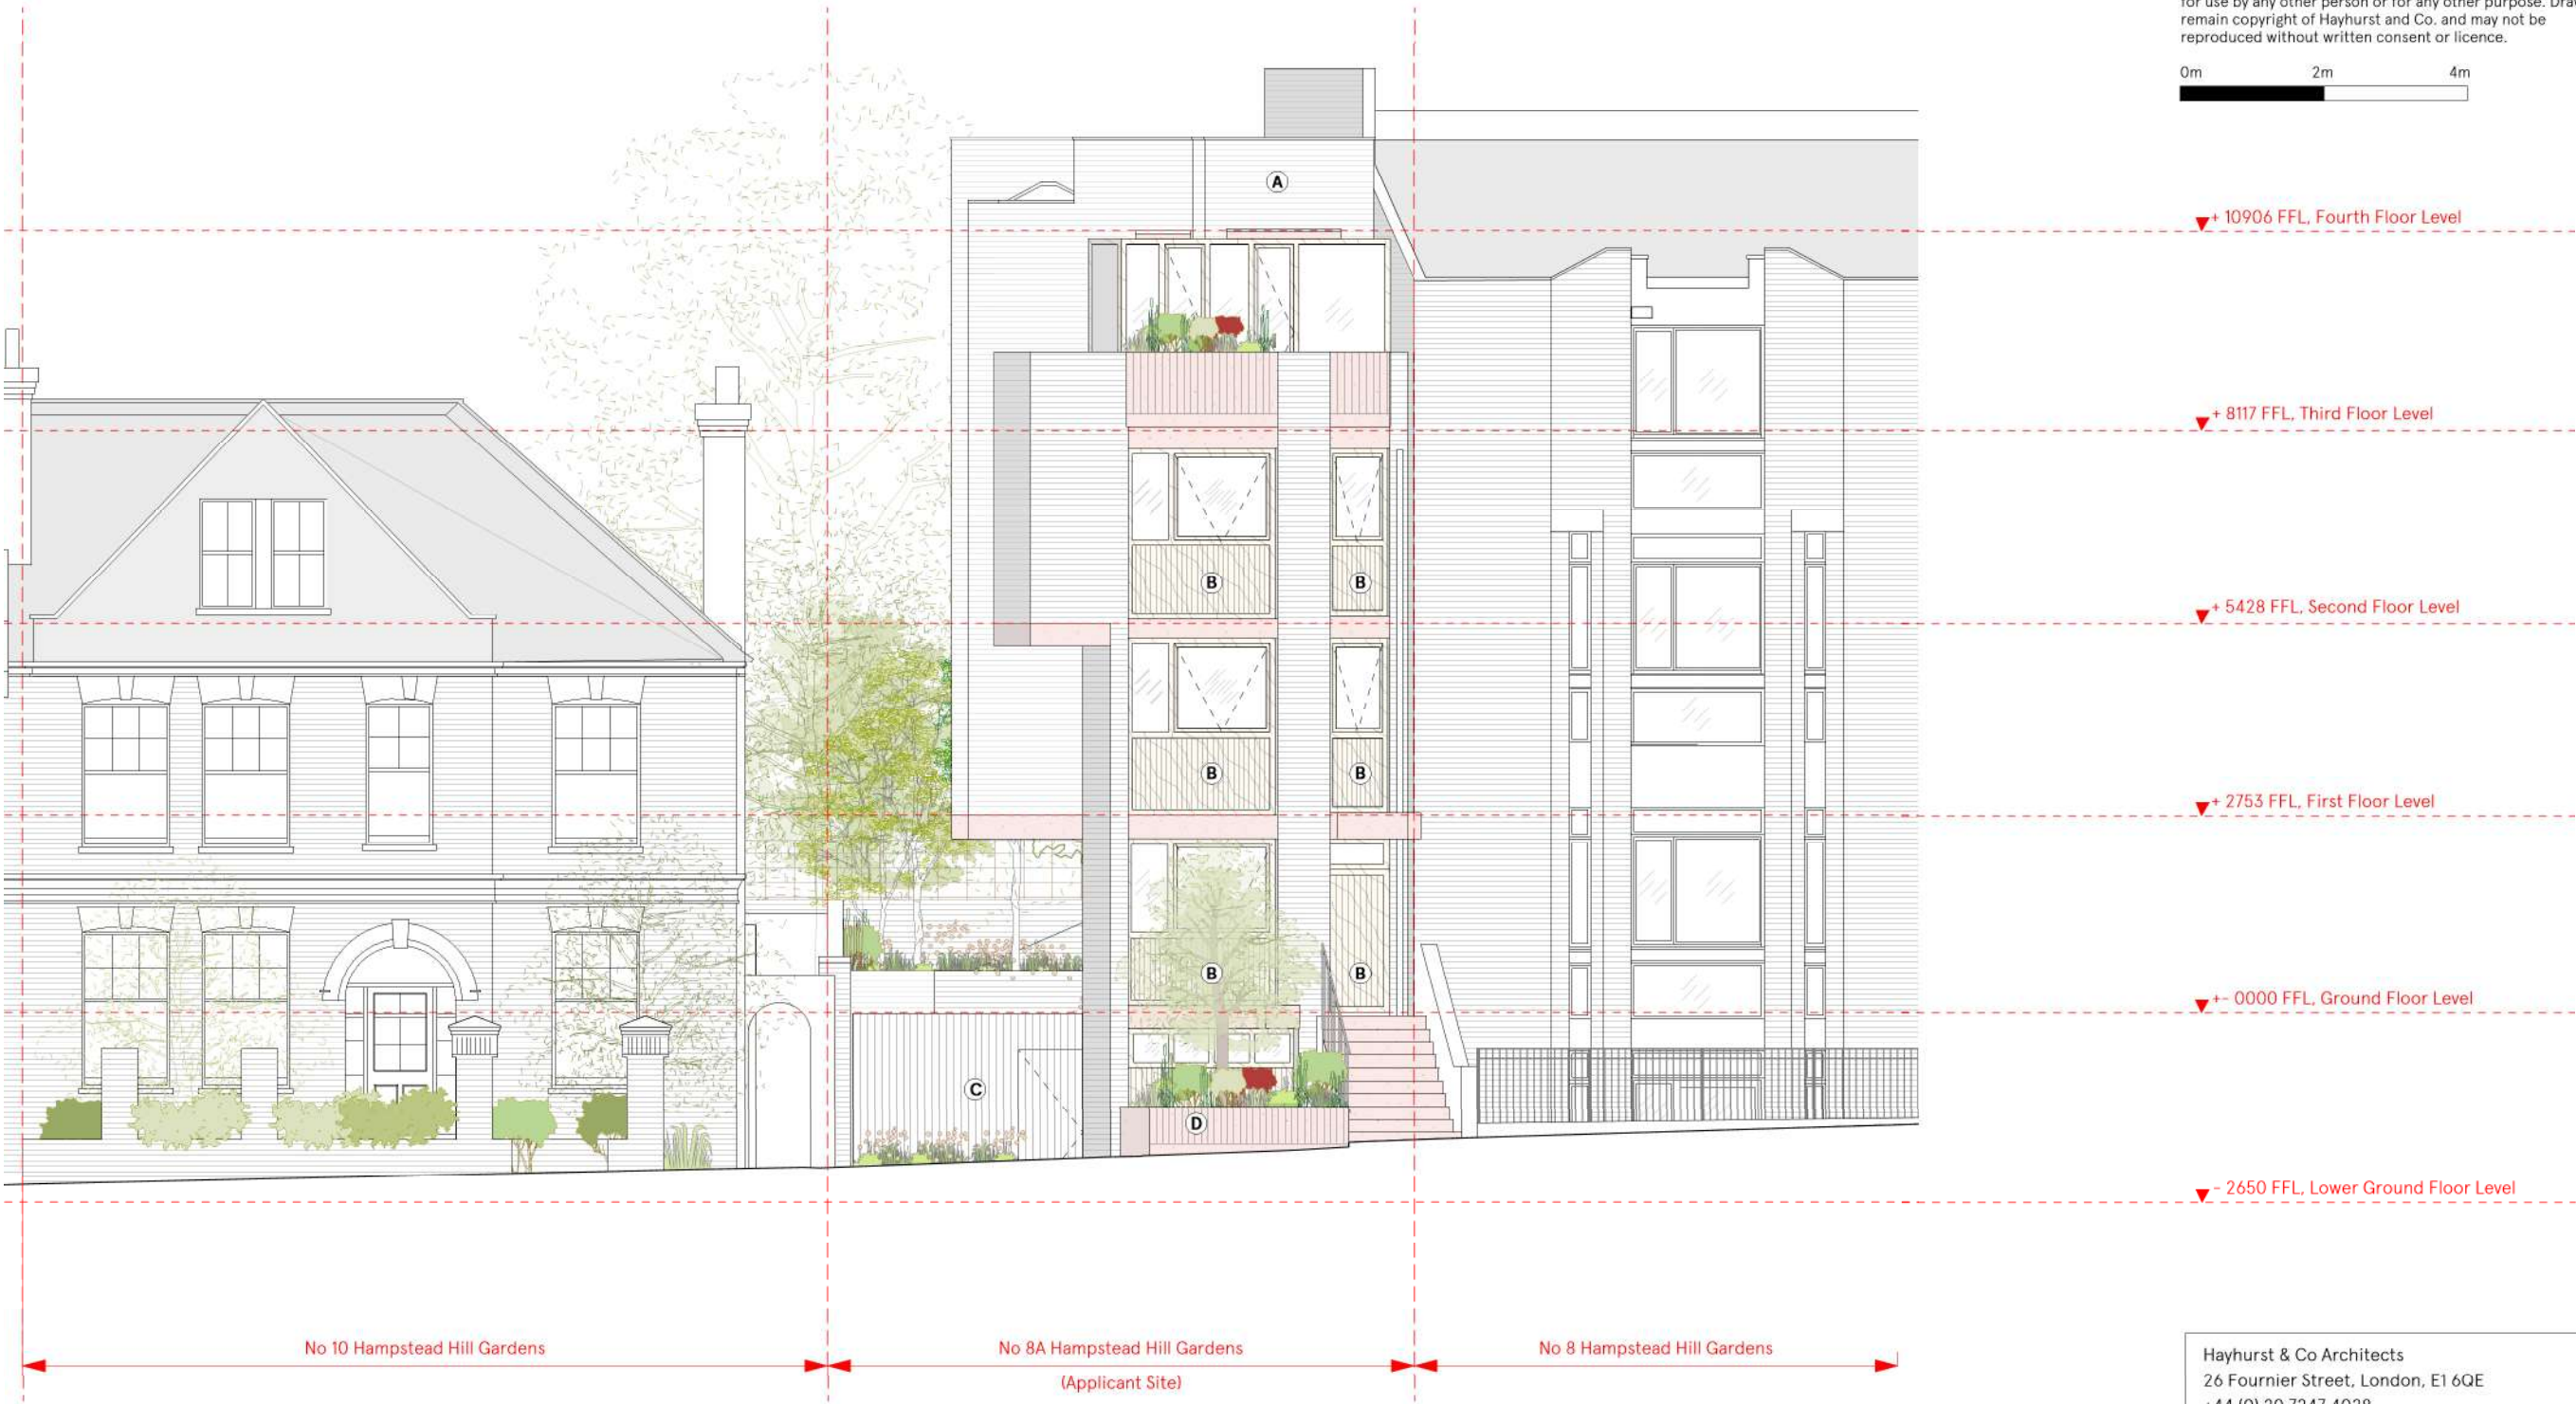 for use by any other person or for any other purpose.
remain copyright of Hayhurst and Co. and may not be
reproduced without written consent or licence.
0m 2m 4m
A
+ 10906 FFL, Fourth Floor Level
+ 8117 FFL, Third Floor Level
B B
+ 5428 FFL, Second Floor Level
B B
+ 2753 FFL, First Floor Level
B B
+- 0000 FFL, Ground Floor Level
C
D
- 2650 FFL, Lower Ground Floor Level
No 10 Hampstead Hill Gardens
No 8A Hampstead Hill Gardens
(Applicant Site)
No 8 Hampstead Hill Gardens
Hayhurst & Co Architects
26 Fournier Street, London, E1 6QE